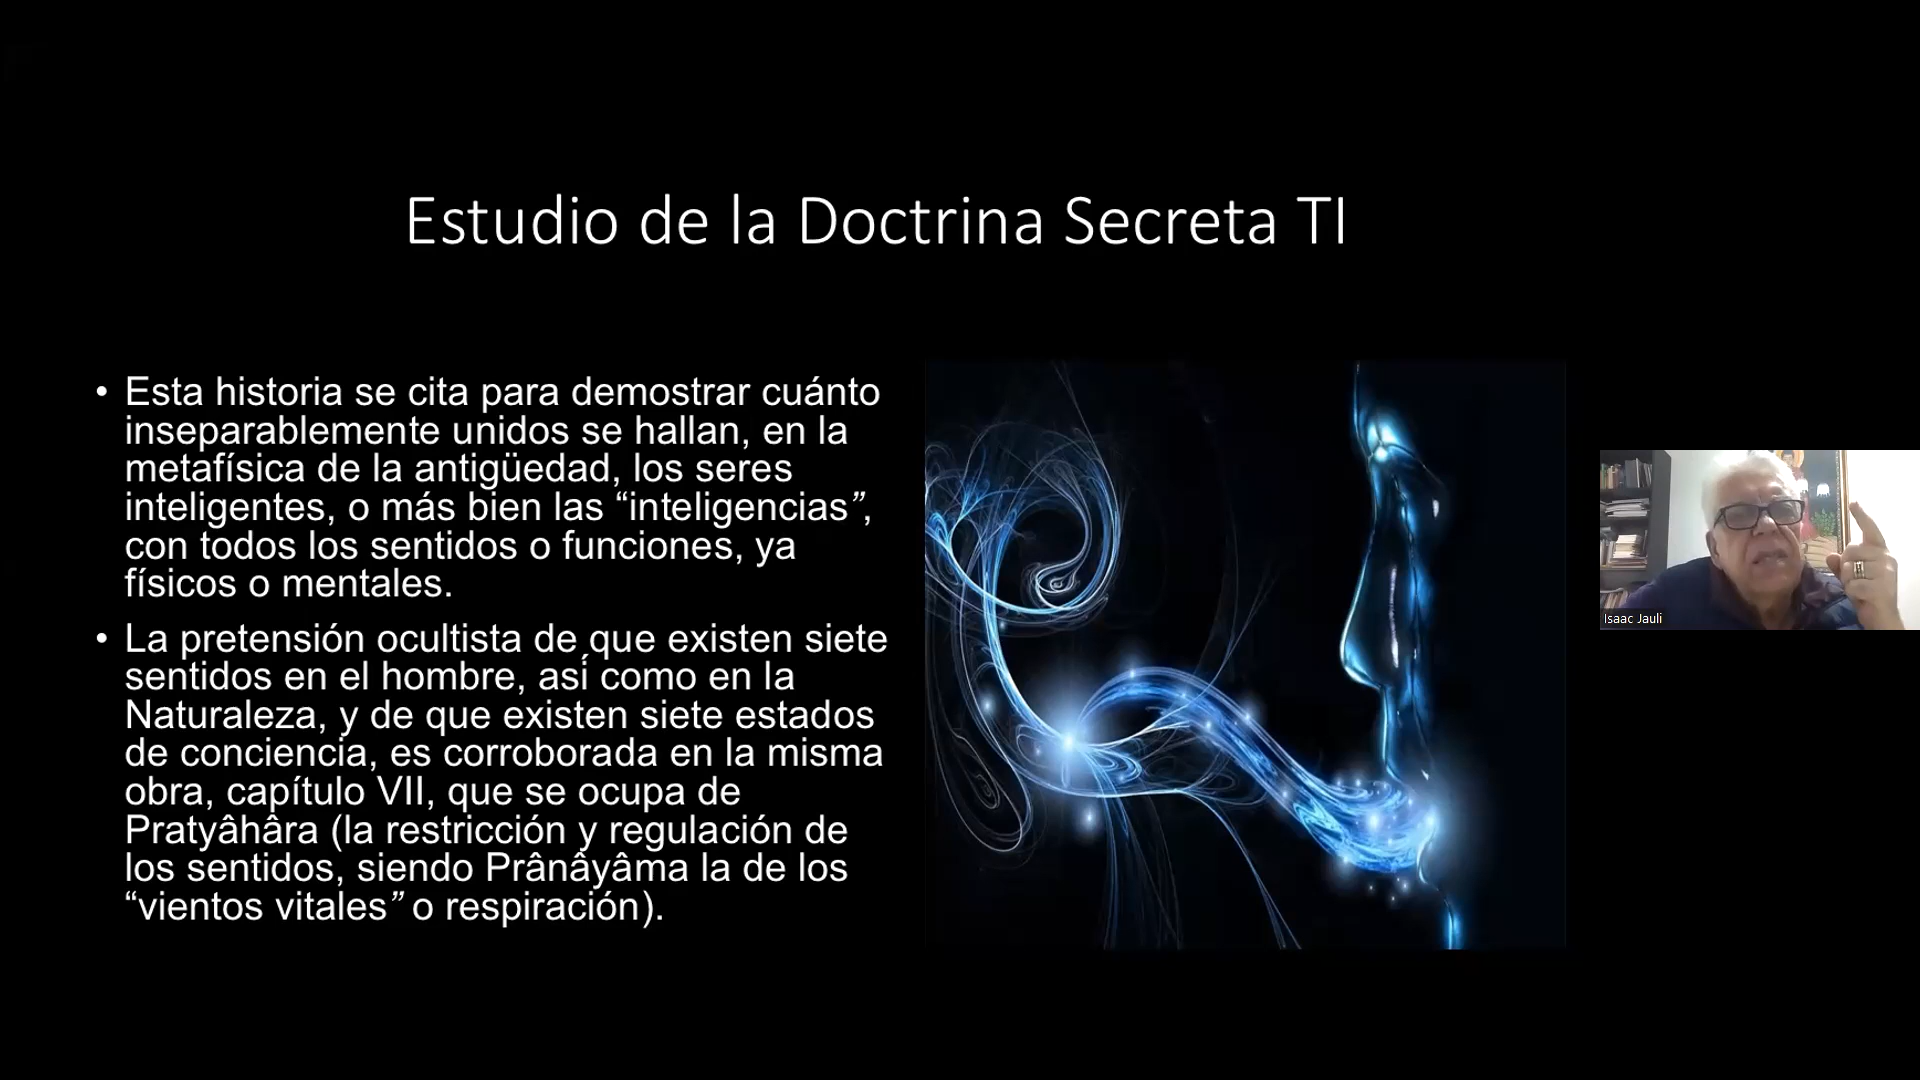 Estudio de la Doctrina Secreta TI
• Esta historia se cita para demostrar cuánto
inseparablemente unidos se hallan, en la
metafísica de la antigüedad, los seres
inteligentes, o más bien las “inteligencias”,
con todos los sentidos o funciones, ya
físicos o mentales.
• La pretensión ocultista de que existen siete
sentidos en el hombre, así como en la
Naturaleza, y de que existen siete estados
de conciencia, es corroborada en la misma
obra, capítulo VII, que se ocupa de
Pratyâhâra (la restricción y regulación de
los sentidos, siendo Prânâyâma la de los
“vientos vitales” o respiración).
Isaac Jauli